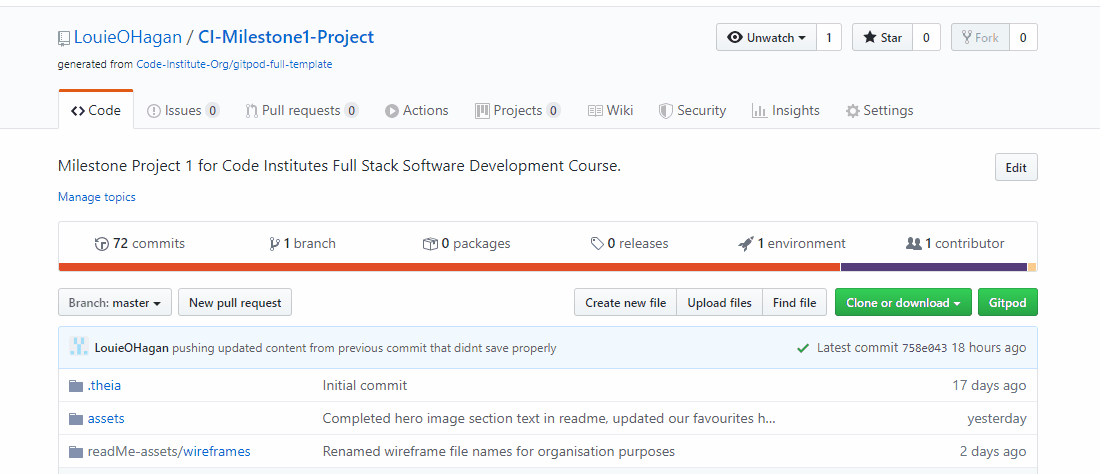 LouieOHagan / CI-Milestone1-Project Unwatch 1 Star 0 Fork 0
generated from Code-Institute-Org/gitpod-full-template
Code Issues 0 Pull requests 0 Actions Projects 0 Wiki Security Insights Settings
Milestone Project 1 for Code Institutes Full Stack Software Development Course. Edit
Manage topics
72 commits 1 branch 0 packages 0 releases 1 environment 1 contributor
Branch: master New pull request Create new file Upload files Find file Clone or download Gitpod
LouieOHagan pushing updated content from previous commit that didnt save properly Latest commit 758e043 18 hours ago
.theia Initial commit 17 days ago
assets Completed hero image section text in readme, updated our favourites h... yesterday
readMe-assets/wireframes Renamed wireframe file names for organisation purposes 2 days ago